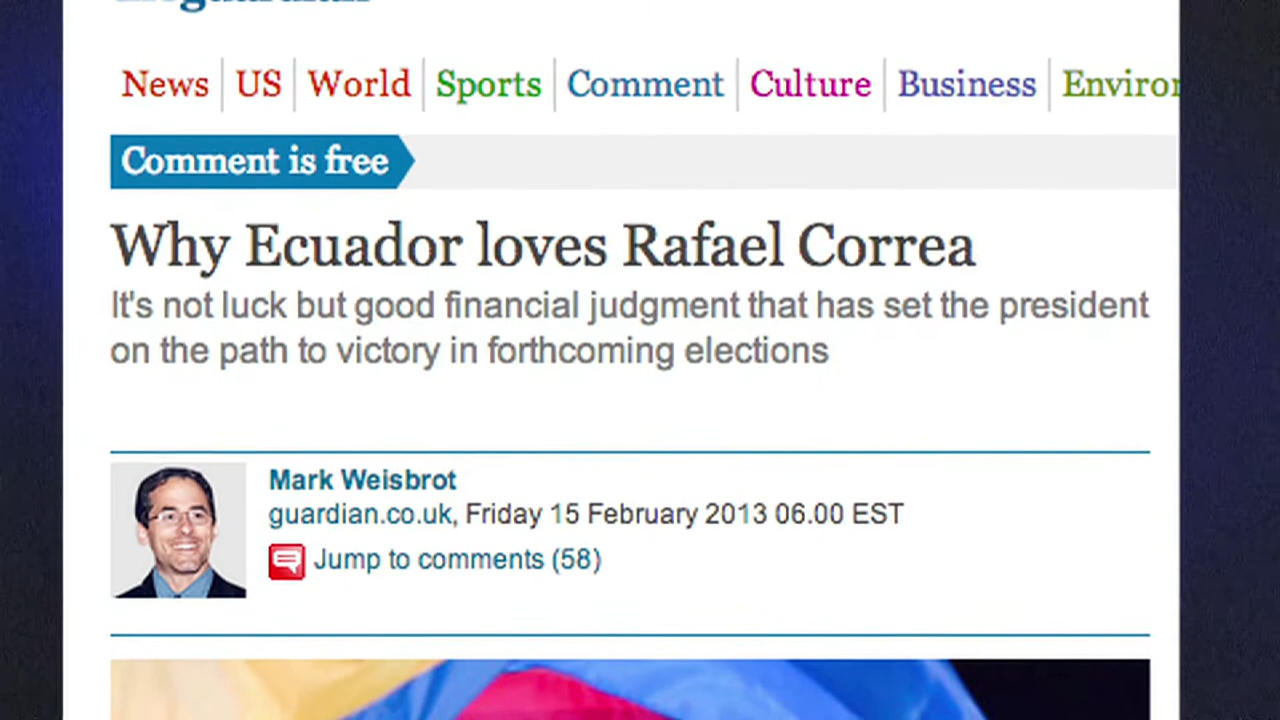 News US World Sports Comment Culture Business Environ
Comment is free
Why Ecuador loves Rafael Correa
It's not luck but good financial judgment that has set the president
on the path to victory in forthcoming elections
Mark Weisbrot
guardian.co.uk, Friday 15 February 2013 06.00 EST
Jump to comments (58)